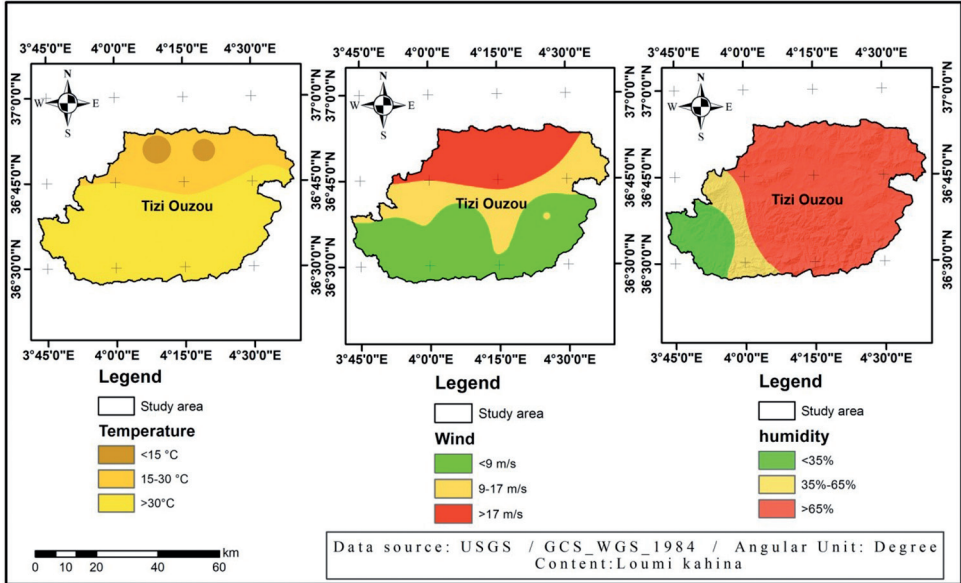 3°45'0"E 4°0'0"E 4°15'0"E 4°30'0"E
37°0'0"N
36°45'0"N
36°30'0"N
N
W E
S
Tizi Ouzou
37°0'0"N
36°45'0"N
36°30'0"N
3°45'0"E 4°0'0"E 4°15'0"E 4°30'0"E
Legend
Study area
Temperature
<15 °C
15-30 °C
>30°C
0 10 20 40 60
km
3°45'0"E 4°0'0"E 4°15'0"E 4°30'0"E
N
W E
S
Tizi Ouzou
37°0'0"N
36°45'0"N
36°30'0"N
3°45'0"E 4°0'0"E 4°15'0"E 4°30'0"E
Legend
Study area
Wind
<9 m/s
9-17 m/s
>17 m/s
3°45'0"E 4°0'0"E 4°15'0"E 4°30'0"E
N
W E
S
Tizi Ouzou
37°0'0"N
36°45'0"N
36°30'0"N
3°45'0"E 4°0'0"E 4°15'0"E 4°30'0"E
Legend
Study area
humidity
<35%
35%-65%
>65%
Data source: USGS / GCS_WGS_1984 / Angular Unit: Degree
Content:Loumi kahina